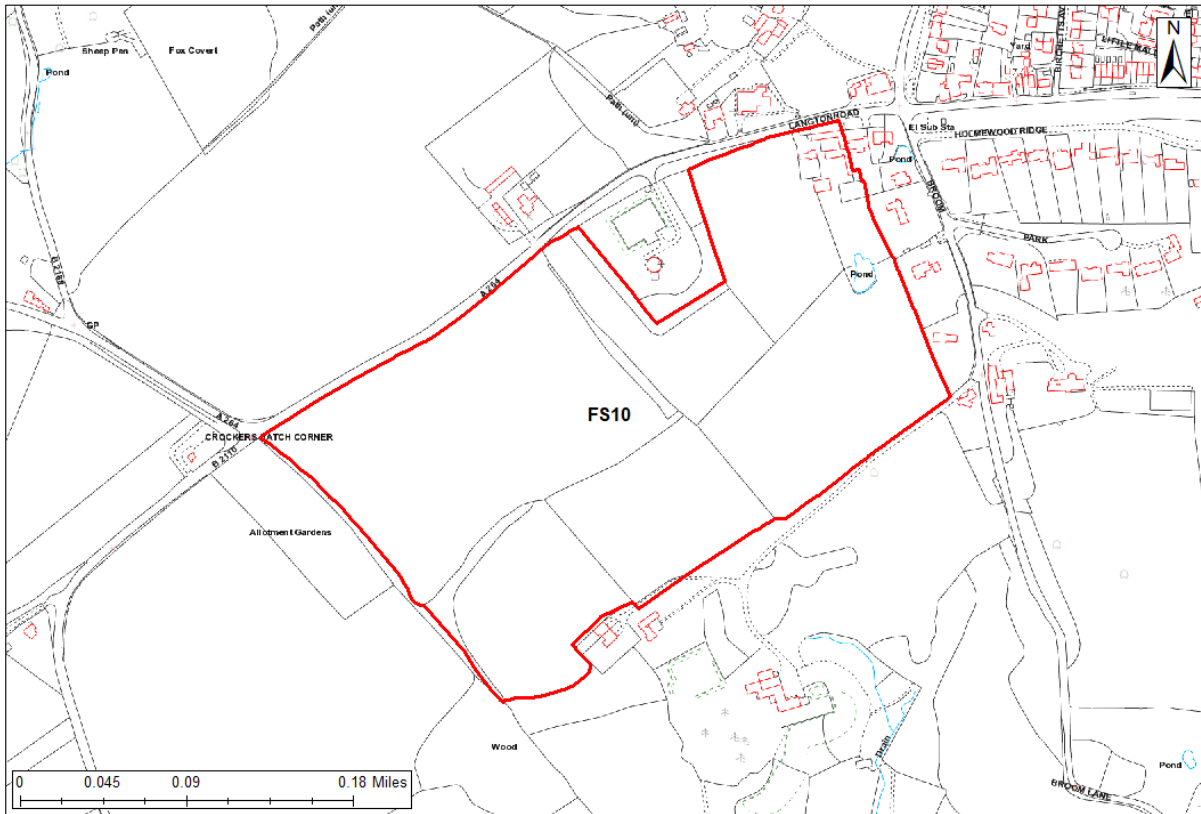 Sheep Pen
Fox Covert
Path (um)
Pond
Path (um)
Yard
N
LANGTON ROAD
El Sub Sta
HOLMEWOOD RIDGE
Pond
BROOM
PARK
Pond
B 2188
GP
A 264
FS10
A 264
CROCKERS HATCH CORNER
B 2110
Allotment Gardens
Wood
Drain
Pond
BROOM LANE
0 0.045 0.09 0.18 Miles